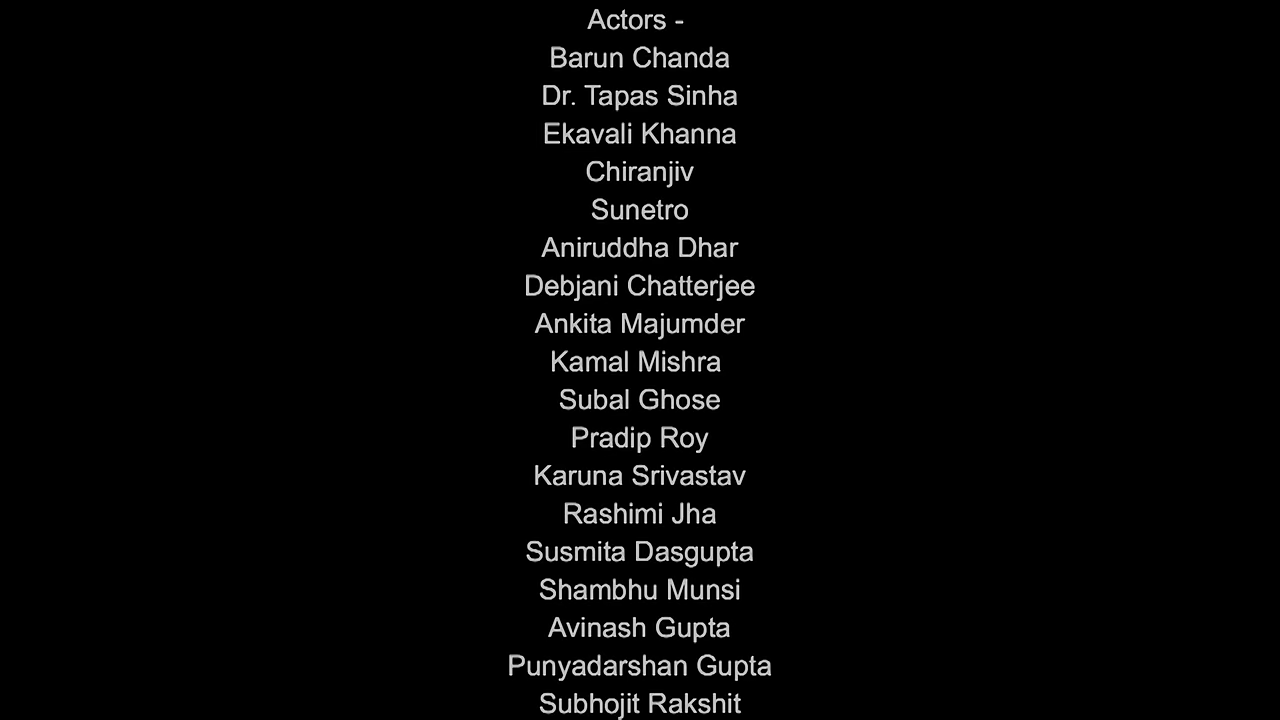 Actors -
Barun Chanda
Dr. Tapas Sinha
Ekavali Khanna
Chiranjiv
Sunetro
Aniruddha Dhar
Debjani Chatterjee
Ankita Majumder
Kamal Mishra
Subal Ghose
Pradip Roy
Karuna Srivastav
Rashimi Jha
Susmita Dasgupta
Shambhu Munsi
Avinash Gupta
Punyadarshan Gupta
Subhojit Rakshit